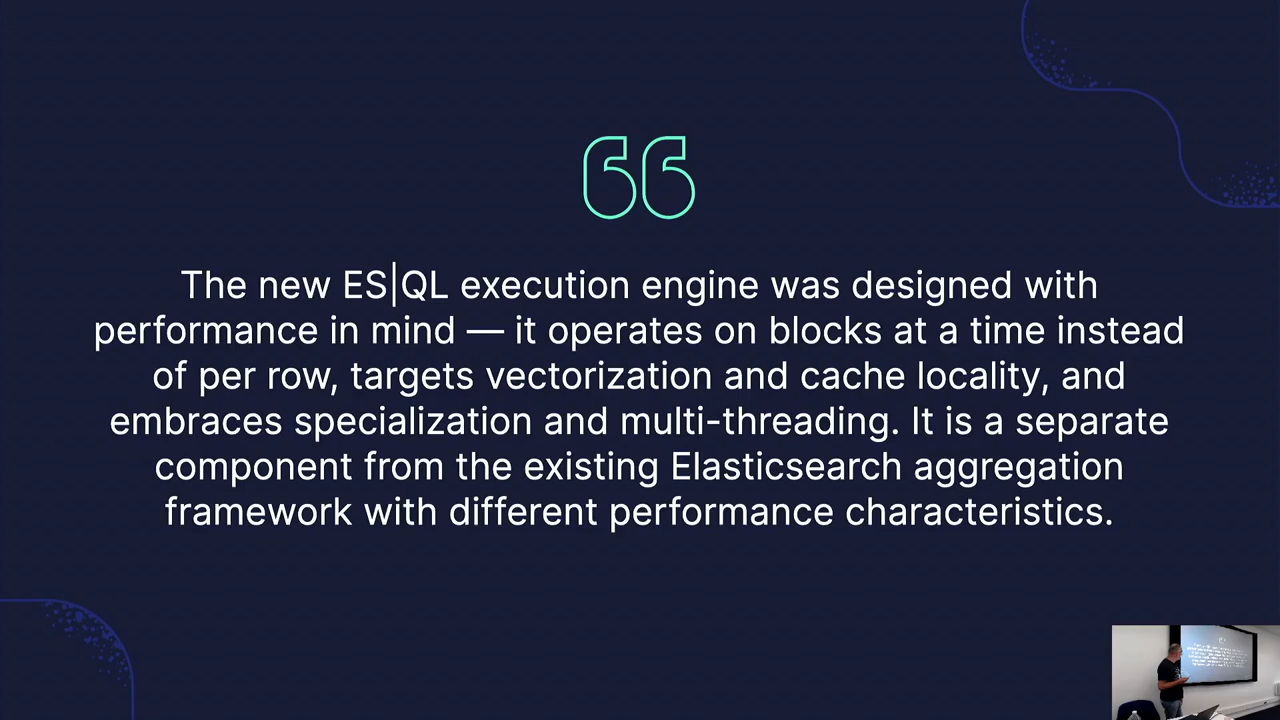 The new ES|QL execution engine was designed with
performance in mind — it operates on blocks at a time instead
of per row, targets vectorization and cache locality, and
embraces specialization and multi-threading. It is a separate
component from the existing Elasticsearch aggregation
framework with different performance characteristics.